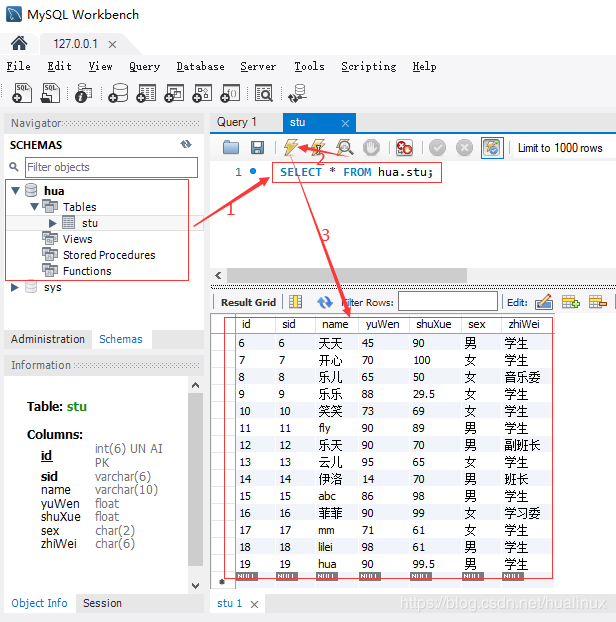 MySQL Workbench
127.0.0.1
File Edit View Query Database Server Tools Scripting Help
Navigator
SCHEMAS
Filter objects
hua
Tables
stu
Views
Stored Procedures
Functions
sys
Administration Schemas
Information
Table: stu
Columns:
id int(6) UN AI
PK
sid varchar(6)
name varchar(10)
yuWen float
shuXue float
sex char(2)
zhiWei char(6)
Object Info Session
Query 1 stu
Limit to 1000 rows
1 SELECT * FROM hua.stu;
1
2
3
Result Grid Filter Rows: Edit:
id sid name yuWen shuXue sex zhiWei
6 6 天天 45 90 男 学生
7 7 开心 70 100 女 学生
8 8 乐儿 65 50 女 音乐委
9 9 乐乐 88 29.5 女 学生
10 10 笑笑 73 69 女 学生
11 11 fly 90 89 男 学生
12 12 乐天 90 70 男 副班长
13 13 云儿 95 65 女 学生
14 14 伊洛 14 70 男 班长
15 15 abc 86 98 男 学生
16 16 菲菲 90 99 女 学习委
17 17 mm 71 61 女 学生
18 18 lilei 98 61 男 学生
19 19 hua 90 99.5 男 学生
NULL NULL NULL NULL NULL NULL NULL
stu 1
https://blog.csdn.net/hualinux